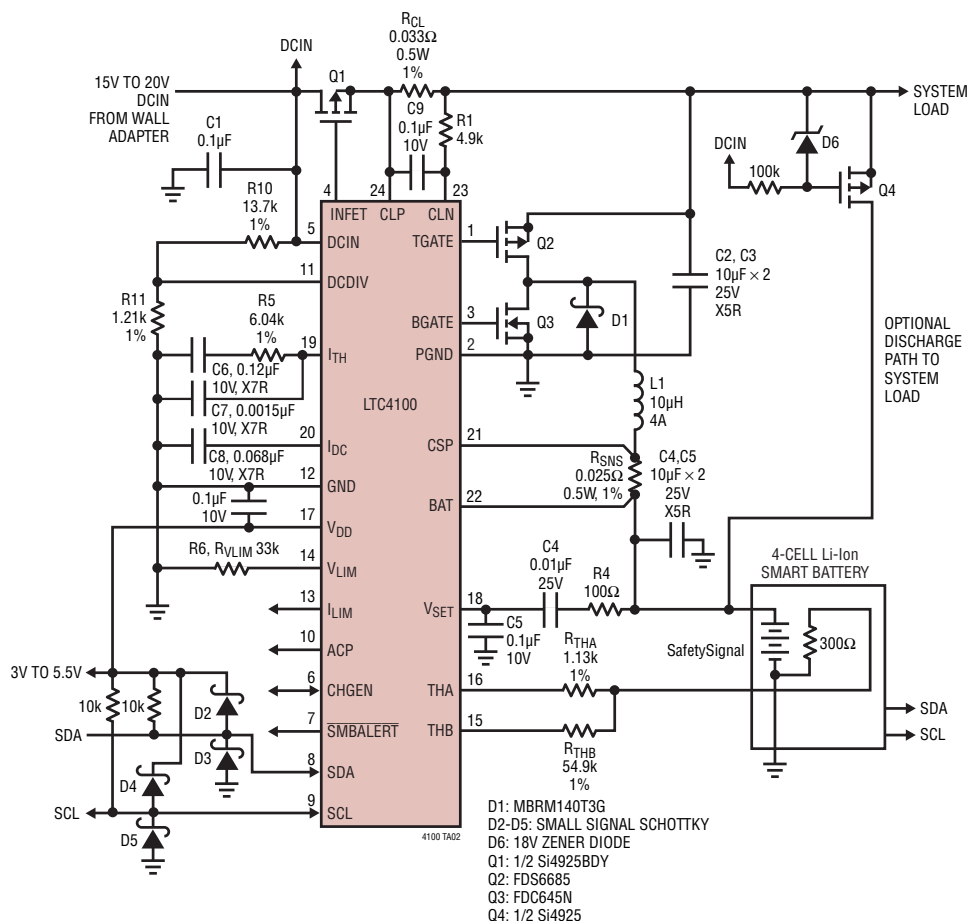 DCIN
15V TO 20V
DCIN
FROM WALL
ADAPTER
C1
0.1µF
Q1
RCL
0.033Ω
0.5W
1%
C9
0.1µF
10V
R1
4.9k
SYSTEM
LOAD
DCIN
100k
D6
Q4
4
24
23
INFET
CLP
CLN
R10
13.7k
1%
5
DCIN
11
DCDIV
R11
1.21k
1%
R5
6.04k
1%
19
ITH
C6, 0.12µF
10V, X7R
C7, 0.0015µF
10V, X7R
20
IDC
C8, 0.068µF
10V, X7R
12
GND
0.1µF
10V
17
VDD
R6, RVLIM 33k
14
VLIM
13
ILIM
10
ACP
3V TO 5.5V
6
CHGEN
10k
10k
D2
7
SMBALERT
SDA
D3
8
SDA
D4
SCL
9
SCL
D5
LTC4100
TGATE
1
Q2
C2, C3
10µF × 2
25V
X5R
BGATE
3
Q3
D1
PGND
2
OPTIONAL
DISCHARGE
PATH TO
SYSTEM
LOAD
L1
10µH
4A
CSP
21
RSNS
0.025Ω
0.5W, 1%
C4,C5
10µF × 2
25V
X5R
BAT
22
C4
0.01µF
25V
R4
100Ω
VSET
18
C5
0.1µF
10V
4-CELL Li-Ion
SMART BATTERY
SafetySignal
300Ω
RTHA
1.13k
1%
THA
16
THB
15
RTHB
54.9k
1%
SDA
SCL
4100 TA02
D1: MBRM140T3G
D2-D5: SMALL SIGNAL SCHOTTKY
D6: 18V ZENER DIODE
Q1: 1/2 Si4925BDY
Q2: FDS6685
Q3: FDC645N
Q4: 1/2 Si4925